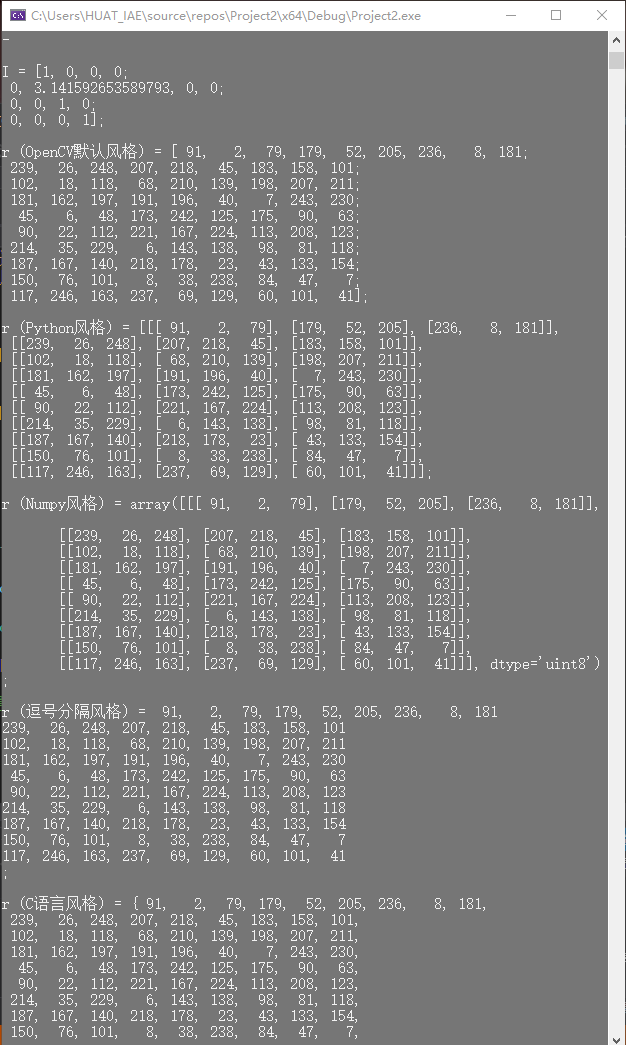 C:\Users\HUAT_IAE\source\repos\Project2\x64\Debug\Project2.exe
I = [1, 0, 0, 0;
 0, 3.141592653589793, 0, 0;
 0, 0, 1, 0;
 0, 0, 0, 1];
r (OpenCV默认风格) = [ 91,   2,  79, 179,  52, 205, 236,   8, 181;
 239,  26, 248, 207, 218,  45, 183, 158, 101;
 102,  18, 118,  68, 210, 139, 198, 207, 211;
 181, 162, 197, 191, 196,  40,   7, 243, 230;
  45,   6,  48, 173, 242, 125, 175,  90,  63;
  90,  22, 112, 221, 167, 224, 113, 208, 123;
 214,  35, 229,   6, 143, 138,  98,  81, 118;
 187, 167, 140, 218, 178,  23,  43, 133, 154;
 150,  76, 101,   8,  38, 238,  84,  47,   7;
 117, 246, 163, 237,  69, 129,  60, 101,  41];
r (Python风格) = [[[ 91,   2,  79], [179,  52, 205], [236,   8, 181]],
 [[239,  26, 248], [207, 218,  45], [183, 158, 101]],
 [[102,  18, 118], [ 68, 210, 139], [198, 207, 211]],
 [[181, 162, 197], [191, 196,  40], [  7, 243, 230]],
 [[ 45,   6,  48], [173, 242, 125], [175,  90,  63]],
 [[ 90,  22, 112], [221, 167, 224], [113, 208, 123]],
 [[214,  35, 229], [  6, 143, 138], [ 98,  81, 118]],
 [[187, 167, 140], [218, 178,  23], [ 43, 133, 154]],
 [[150,  76, 101], [  8,  38, 238], [ 84,  47,   7]],
 [[117, 246, 163], [237,  69, 129], [ 60, 101,  41]]];
r (Numpy风格) = array([[[ 91,   2,  79], [179,  52, 205], [236,   8, 181]],
       [[239,  26, 248], [207, 218,  45], [183, 158, 101]],
       [[102,  18, 118], [ 68, 210, 139], [198, 207, 211]],
       [[181, 162, 197], [191, 196,  40], [  7, 243, 230]],
       [[ 45,   6,  48], [173, 242, 125], [175,  90,  63]],
       [[ 90,  22, 112], [221, 167, 224], [113, 208, 123]],
       [[214,  35, 229], [  6, 143, 138], [ 98,  81, 118]],
       [[187, 167, 140], [218, 178,  23], [ 43, 133, 154]],
       [[150,  76, 101], [  8,  38, 238], [ 84,  47,   7]],
       [[117, 246, 163], [237,  69, 129], [ 60, 101,  41]]], dtype='uint8')
;
r (逗号分隔风格) =  91,   2,  79, 179,  52, 205, 236,   8, 181
239,  26, 248, 207, 218,  45, 183, 158, 101
102,  18, 118,  68, 210, 139, 198, 207, 211
181, 162, 197, 191, 196,  40,   7, 243, 230
 45,   6,  48, 173, 242, 125, 175,  90,  63
 90,  22, 112, 221, 167, 224, 113, 208, 123
214,  35, 229,   6, 143, 138,  98,  81, 118
187, 167, 140, 218, 178,  23,  43, 133, 154
150,  76, 101,   8,  38, 238,  84,  47,   7
117, 246, 163, 237,  69, 129,  60, 101,  41
;
r (C语言风格) = { 91,   2,  79, 179,  52, 205, 236,   8, 181,
 239,  26, 248, 207, 218,  45, 183, 158, 101,
 102,  18, 118,  68, 210, 139, 198, 207, 211,
 181, 162, 197, 191, 196,  40,   7, 243, 230,
  45,   6,  48, 173, 242, 125, 175,  90,  63,
  90,  22, 112, 221, 167, 224, 113, 208, 123,
 214,  35, 229,   6, 143, 138,  98,  81, 118,
 187, 167, 140, 218, 178,  23,  43, 133, 154,
 150,  76, 101,   8,  38, 238,  84,  47,   7,